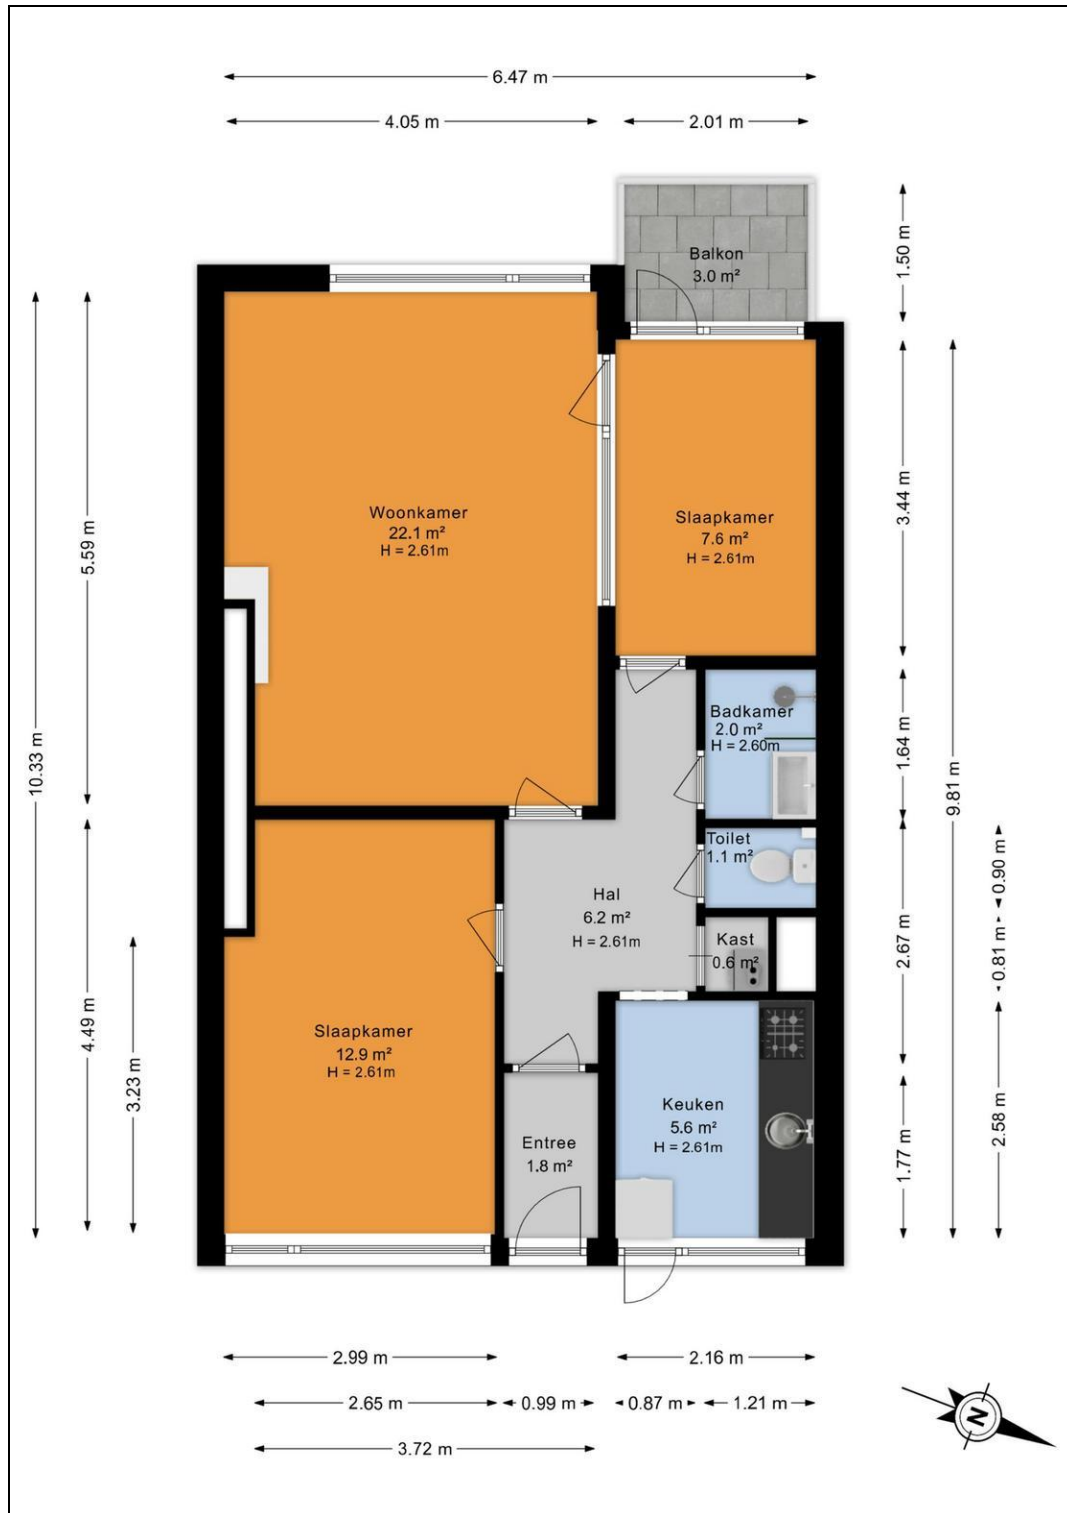 6.47 m
4.05 m
2.01 m
1.50 m
Balkon
3.0 m²
3.44 m
5.59 m
10.33 m
Woonkamer
22.1 m²
H = 2.61m
Slaapkamer
7.6 m²
H = 2.61m
Badkamer
2.0 m²
H = 2.60m
1.64 m
9.81 m
Toilet
1.1 m²
0.90 m
Hal
6.2 m²
H = 2.61m
Kast
0.6 m²
2.67 m
0.81 m
4.49 m
3.23 m
Slaapkamer
12.9 m²
H = 2.61m
Keuken
5.6 m²
H = 2.61m
Entree
1.8 m²
1.77 m
2.58 m
2.99 m
2.16 m
2.65 m
0.99 m
0.87 m
1.21 m
3.72 m
N